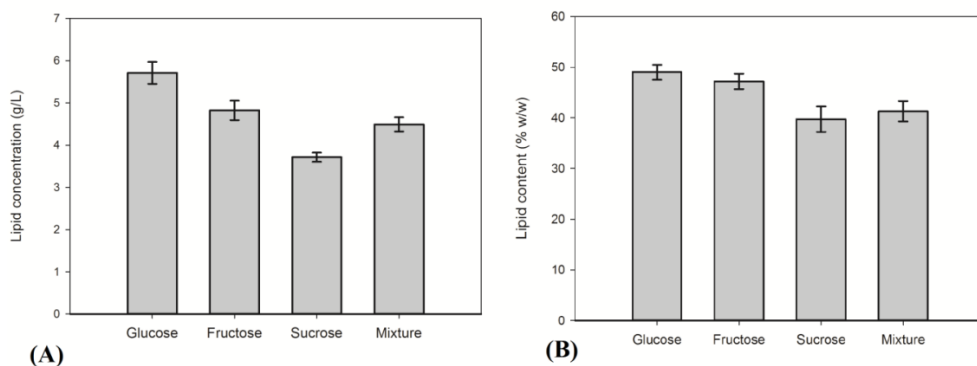 7
6
5
4
3
2
1
0
Lipid concentration (g/L)
Glucose Fructose Sucrose Mixture
(A)
60
50
40
30
20
10
0
Lipid content (% w/w)
Glucose Fructose Sucrose Mixture
(B)